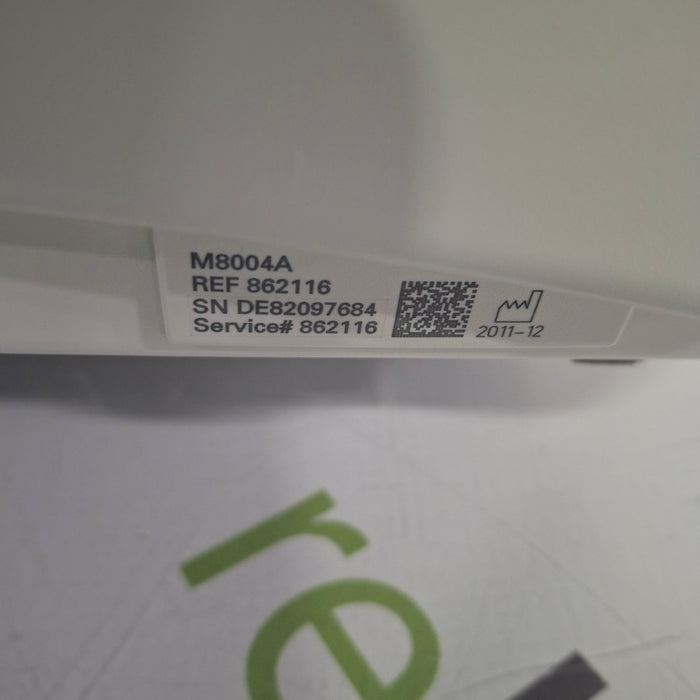 M8004A
REF 862116
SN DE82097684
Service# 862116
2011-12
re